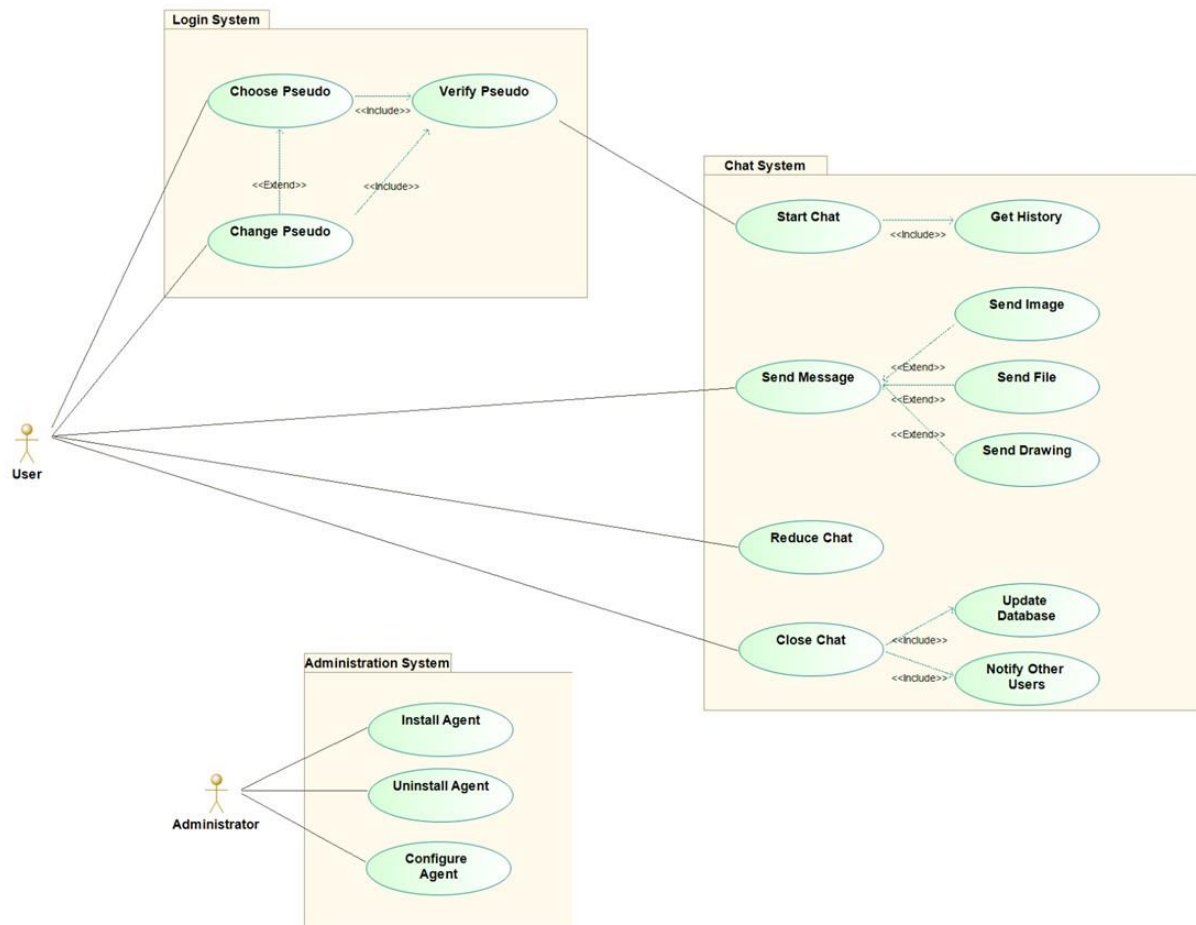 Login System
Choose Pseudo
Verify Pseudo
<<Include>>
<<Extend>>
<<Include>>
Change Pseudo
Chat System
Start Chat
Get History
<<Include>>
Send Image
Send Message
<<Extend>>
Send File
<<Extend>>
<<Extend>>
Send Drawing
User
Reduce Chat
Update
Database
Close Chat
<<Include>>
Notify Other
Users
<<Include>>
Administration System
Install Agent
Uninstall Agent
Administrator
Configure
Agent